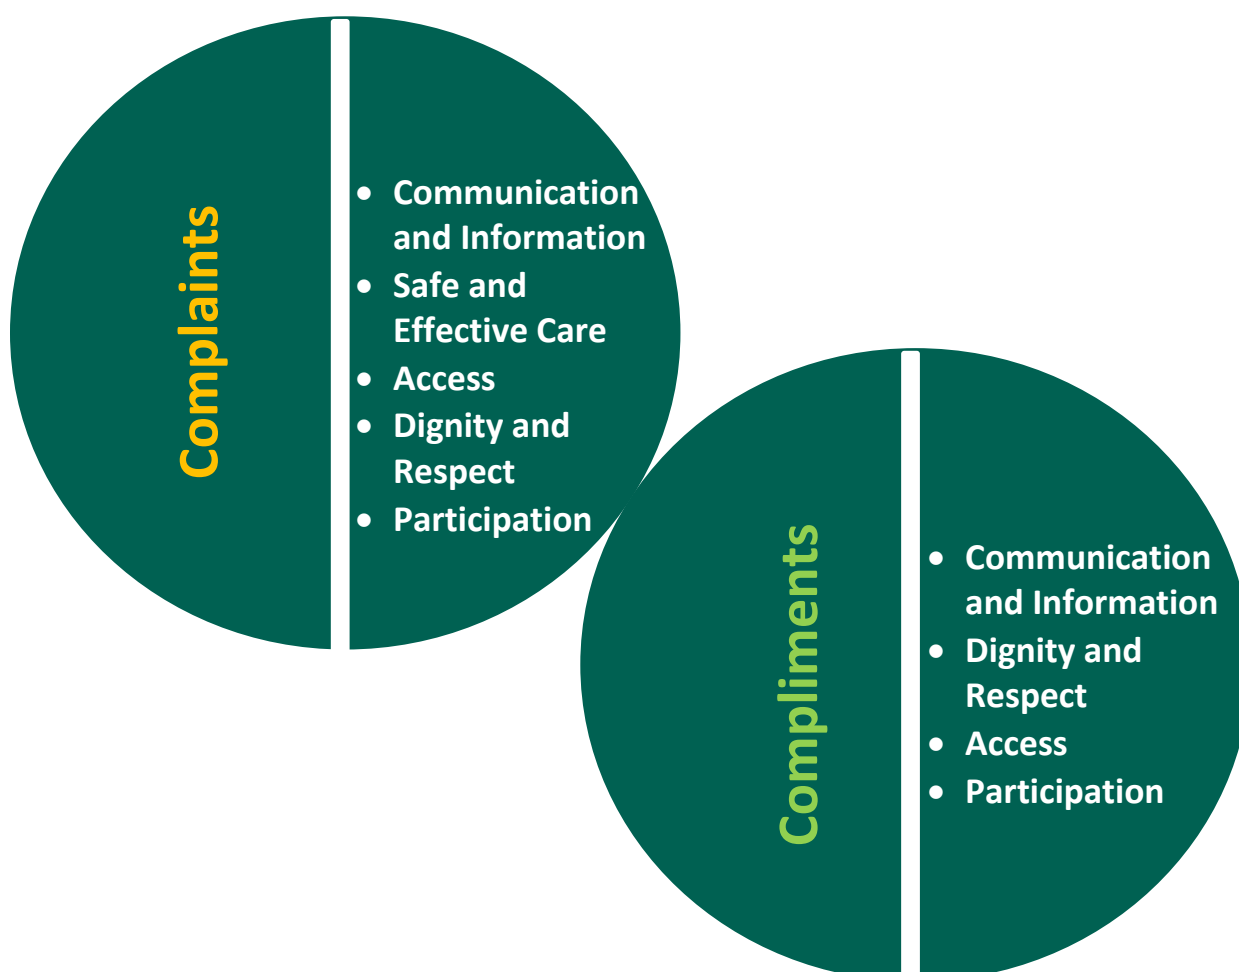 Complaints
• Communication
and Information
• Safe and
Effective Care
• Access
• Dignity and
Respect
• Participation
Compliments
• Communication
and Information
• Dignity and
Respect
• Access
• Participation